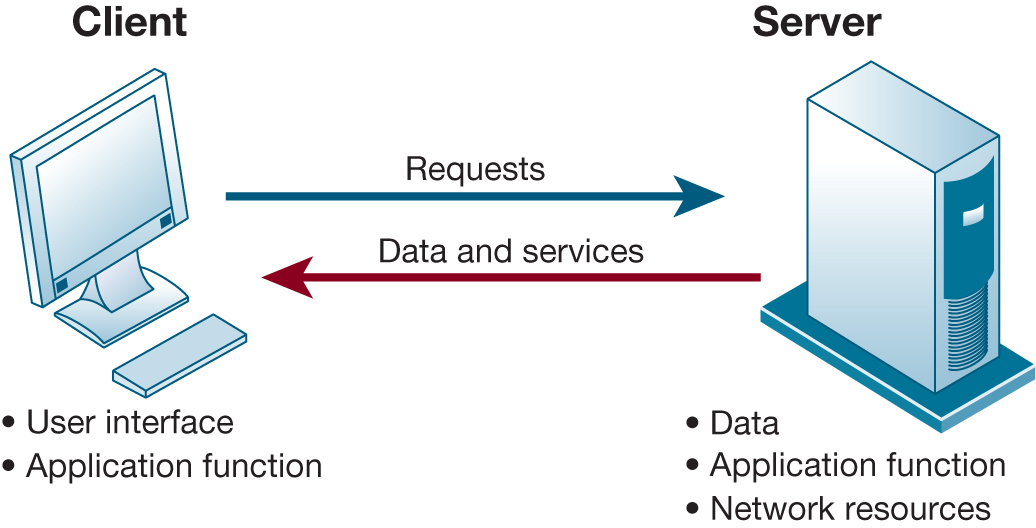 Client
Server
Requests
Data and services
• User interface
• Application function
• Data
• Application function
• Network resources